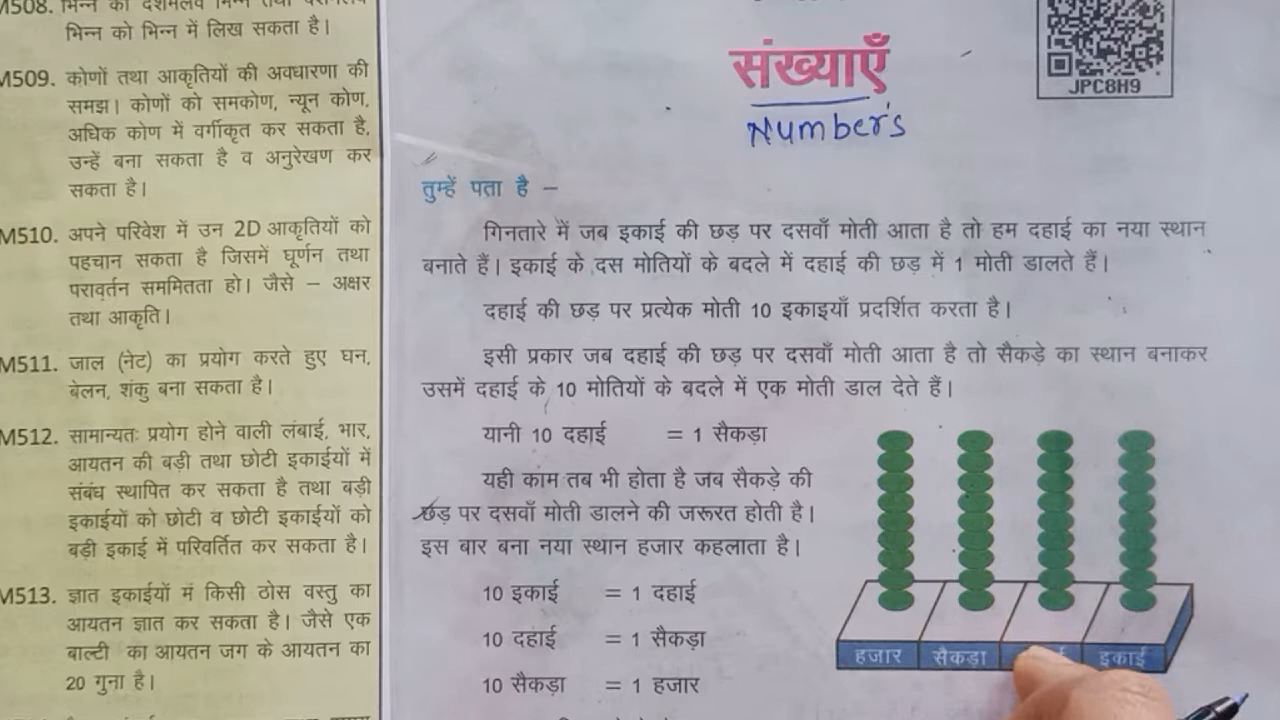 M508. भिन्न को दशमलव भिन्न तथा
भिन्न को भिन्न में लिख सकता है।
M509. कोणों तथा आकृतियों की अवधारणा की
समझ। कोणों को समकोण, न्यून कोण,
अधिक कोण में वर्गीकृत कर सकता है,
उन्हें बना सकता है व अनुरेखण कर
सकता है।
M510. अपने परिवेश में उन 2D आकृतियों को
पहचान सकता है जिसमें घूर्णन तथा
परावर्तन सममितता हो। जैसे – अक्षर
तथा आकृति।
M511. जाल (नेट) का प्रयोग करते हुए घन,
बेलन, शंकु बना सकता है।
M512. सामान्यतः प्रयोग होने वाली लंबाई, भार,
आयतन की बड़ी तथा छोटी इकाईयों में
संबंध स्थापित कर सकता है तथा बड़ी
इकाईयों को छोटी व छोटी इकाईयों को
बड़ी इकाई में परिवर्तित कर सकता है।
M513. ज्ञात इकाईयों में किसी ठोस वस्तु का
आयतन ज्ञात कर सकता है। जैसे एक
बाल्टी का आयतन जग के आयतन का
20 गुना है।
संख्याएँ
Number's
JPC8H9
तुम्हें पता है –
गिनतारे में जब इकाई की छड़ पर दसवाँ मोती आता है तो हम दहाई का नया स्थान
बनाते हैं। इकाई के दस मोतियों के बदले में दहाई की छड़ में 1 मोती डालते हैं।
दहाई की छड़ पर प्रत्येक मोती 10 इकाइयाँ प्रदर्शित करता है।
इसी प्रकार जब दहाई की छड़ पर दसवाँ मोती आता है तो सैकड़े का स्थान बनाकर
उसमें दहाई के 10 मोतियों के बदले में एक मोती डाल देते हैं।
यानी 10 दहाई = 1 सैकड़ा
यही काम तब भी होता है जब सैकड़े की
छड़ पर दसवाँ मोती डालने की जरूरत होती है।
इस बार बना नया स्थान हजार कहलाता है।
10 इकाई = 1 दहाई
10 दहाई = 1 सैकड़ा
10 सैकड़ा = 1 हजार
हजार सैकड़ा इकाई